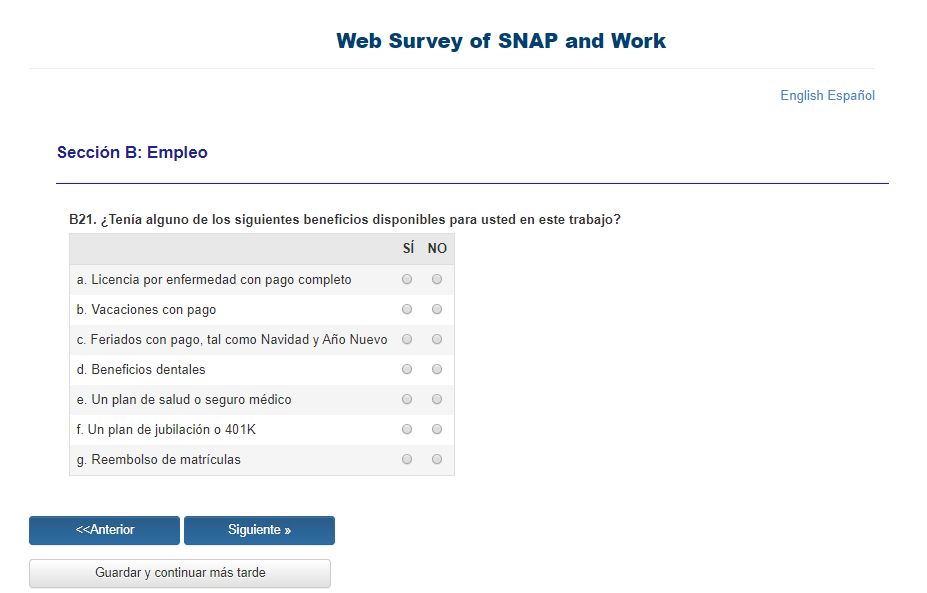 Web Survey of SNAP and Work
English Español
Sección B: Empleo
B21. ¿Tenía alguno de los siguientes beneficios disponibles para usted en este trabajo?
SÍ NO
a. Licencia por enfermedad con pago completo
b. Vacaciones con pago
c. Feriados con pago, tal como Navidad y Año Nuevo
d. Beneficios dentales
e. Un plan de salud o seguro médico
f. Un plan de jubilación o 401K
g. Reembolso de matrículas
<<Anterior Siguiente »
Guardar y continuar más tarde